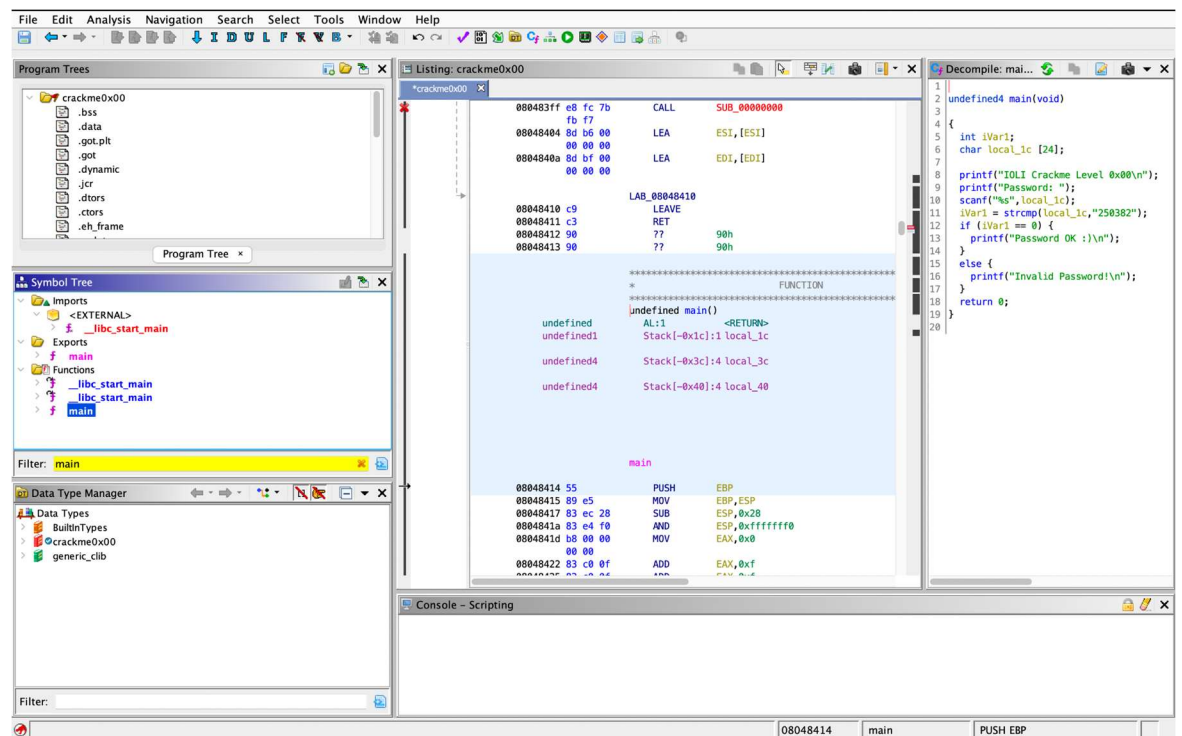 File Edit Analysis Navigation Search Select Tools Window Help
I D U L F B
Program Trees
crackme0x00
.bss
.data
.got.plt
.got
.dynamic
.jcr
.dtors
.ctors
.eh_frame
Program Tree ×
Symbol Tree
Imports
<EXTERNAL>
f __libc_start_main
Exports
f main
Functions
f __libc_start_main
f __libc_start_main
f main
Filter: main
Data Type Manager
Data Types
BuiltInTypes
crackme0x00
generic_clib
Filter:
Listing: crackme0x00
*crackme0x00
080483ff e8 fc 7b CALL SUB_00000000
fb f7
08048404 8d b6 00 LEA ESI,[ESI]
00 00 00
0804840a 8d bf 00 LEA EDI,[EDI]
00 00 00
LAB_08048410
08048410 c9 LEAVE
08048411 c3 RET
08048412 90 ?? 90h
08048413 90 ?? 90h
* FUNCTION
undefined main()
undefined AL:1 <RETURN>
undefined1 Stack[-0x1c]:1 local_1c
undefined4 Stack[-0x3c]:4 local_3c
undefined4 Stack[-0x40]:4 local_40
main
08048414 55 PUSH EBP
08048415 89 e5 MOV EBP,ESP
08048417 83 ec 28 SUB ESP,0x28
0804841a 83 e4 f0 AND ESP,0xfffffff0
0804841d b8 00 00 MOV EAX,0x0
00 00
08048422 83 c0 0f ADD EAX,0xf
Decompile: mai...
1
2 undefined4 main(void)
3
4 {
5 int iVar1;
6 char local_1c [24];
7
8 printf("IOLI Crackme Level 0x00\n");
9 printf("Password: ");
10 scanf("%s",local_1c);
11 iVar1 = strcmp(local_1c,"250382");
12 if (iVar1 == 0) {
13 printf("Password OK :)\n");
14 }
15 else {
16 printf("Invalid Password!\n");
17 }
18 return 0;
19 }
20
Console - Scripting
08048414 main PUSH EBP